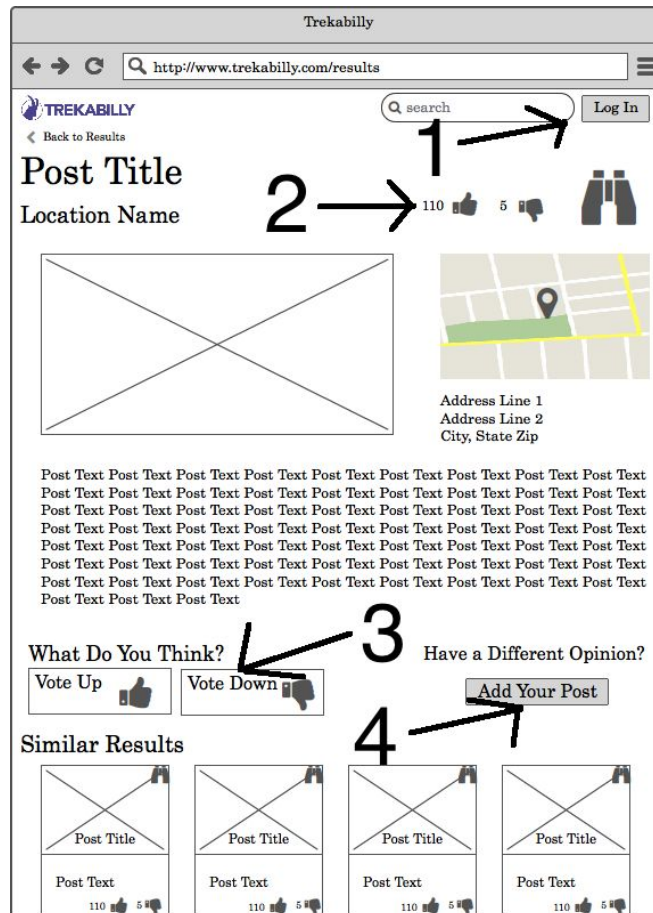 Trekabilly
http://www.trekabilly.com/results
TREKABILLY
search
Log In
Back to Results
1
Post Title
Location Name
2
110
5
Address Line 1
Address Line 2
City, State Zip
Post Text Post Text Post Text Post Text Post Text Post Text Post Text Post Text Post Text
Post Text Post Text Post Text Post Text Post Text Post Text Post Text Post Text Post Text
Post Text Post Text Post Text Post Text Post Text Post Text Post Text Post Text Post Text
Post Text Post Text Post Text Post Text Post Text Post Text Post Text Post Text Post Text
Post Text Post Text Post Text Post Text Post Text Post Text Post Text Post Text Post Text
Post Text Post Text Post Text Post Text Post Text Post Text Post Text Post Text Post Text
Post Text Post Text Post Text Post Text Post Text Post Text Post Text Post Text Post Text
Post Text Post Text Post Text
3
What Do You Think?
Have a Different Opinion?
Vote Up
Vote Down
Add Your Post
4
Similar Results
Post Title
Post Title
Post Title
Post Title
Post Text
Post Text
Post Text
Post Text
110 5
110 5
110 5
110 5